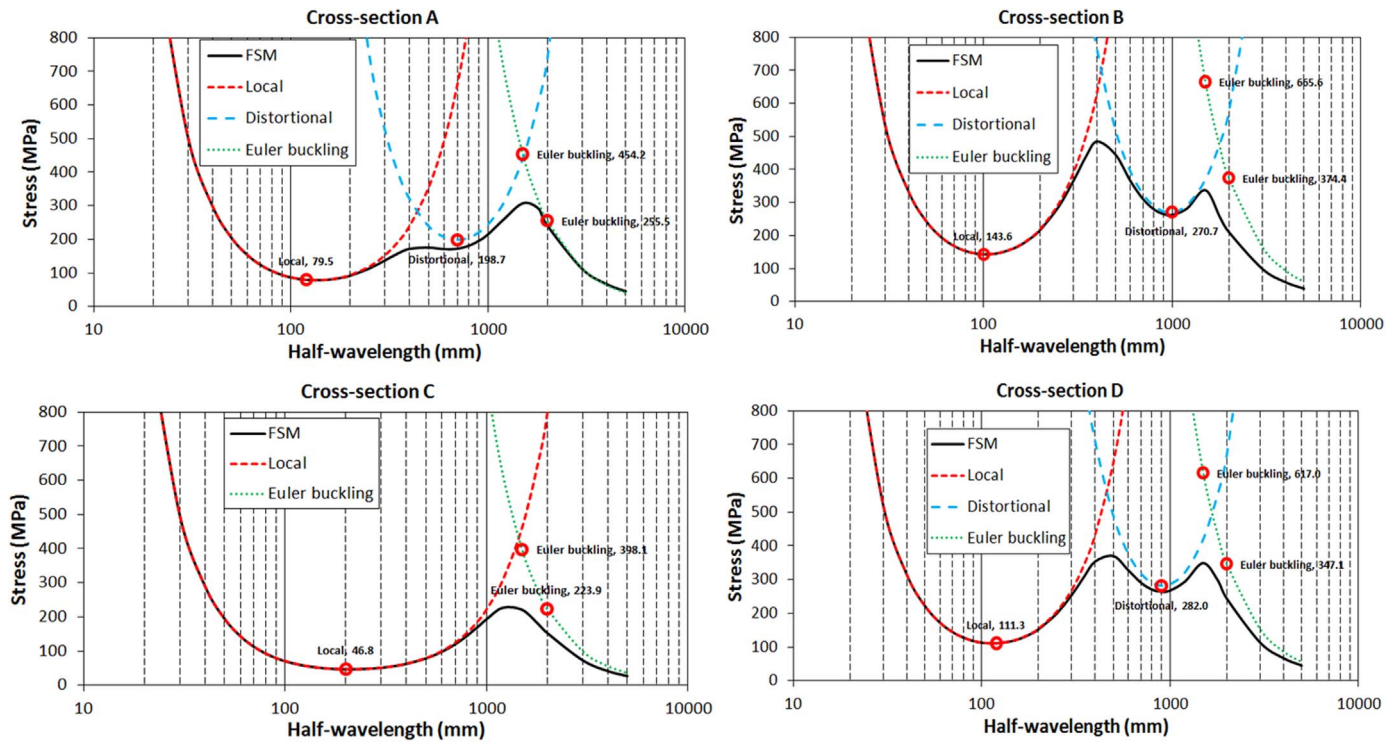 Cross-section A
800
700
600
500
400
300
200
100
0
Stress (MPa)
FSM
Local
Distortional
Euler buckling
Euler buckling, 454.2
Euler buckling, 255.5
Local, 79.5
Distortional, 198.7
10
100
1000
10000
Half-wavelength (mm)
Cross-section B
800
700
600
500
400
300
200
100
0
Stress (MPa)
FSM
Local
Distortional
Euler buckling
Euler buckling, 665.6
Euler buckling, 374.4
Local, 143.6
Distortional, 270.7
10
100
1000
10000
Half-wavelength (mm)
Cross-section C
800
700
600
500
400
300
200
100
0
Stress (MPa)
FSM
Local
Euler buckling
Euler buckling, 398.1
Euler buckling, 223.9
Local, 46.8
10
100
1000
10000
Half-wavelength (mm)
Cross-section D
800
700
600
500
400
300
200
100
0
Stress (MPa)
FSM
Local
Distortional
Euler buckling
Euler buckling, 617.0
Euler buckling, 347.1
Local, 111.3
Distortional, 282.0
10
100
1000
10000
Half-wavelength (mm)